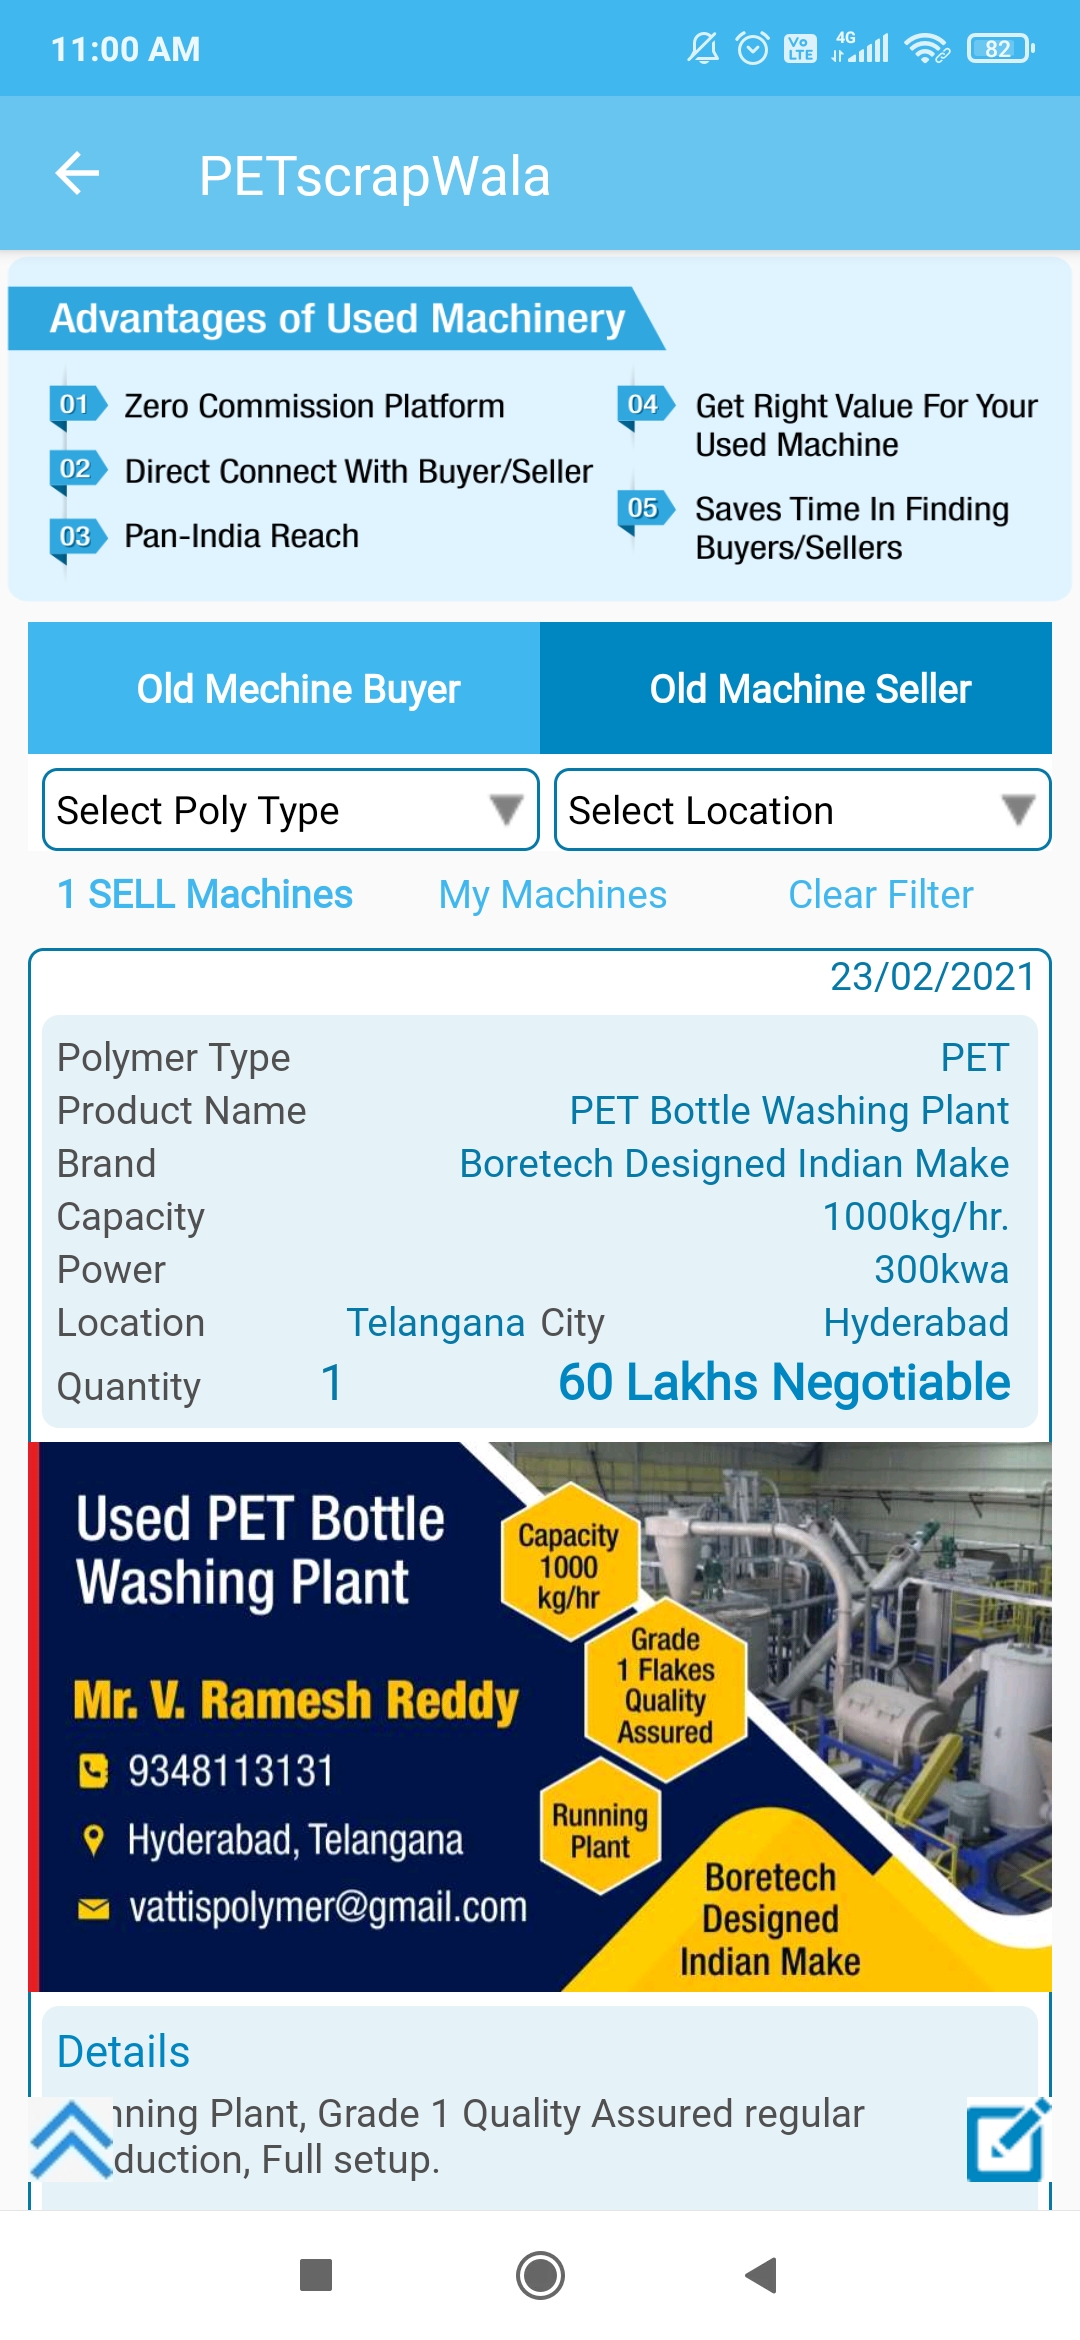 11:00 AM
Vo LTE 4G 82
PETscrapWala
Advantages of Used Machinery
01 Zero Commission Platform
02 Direct Connect With Buyer/Seller
03 Pan-India Reach
04 Get Right Value For Your
Used Machine
05 Saves Time In Finding
Buyers/Sellers
Old Mechine Buyer Old Machine Seller
Select Poly Type Select Location
1 SELL Machines My Machines Clear Filter
23/02/2021
Polymer Type PET
Product Name PET Bottle Washing Plant
Brand Boretech Designed Indian Make
Capacity 1000kg/hr.
Power 300kwa
Location Telangana City Hyderabad
Quantity 1 60 Lakhs Negotiable
Used PET Bottle
Washing Plant
Mr. V. Ramesh Reddy
9348113131
Hyderabad, Telangana
vattispolymer@gmail.com
Capacity
1000
kg/hr
Grade
1 Flakes
Quality
Assured
Running
Plant
Boretech
Designed
Indian Make
Details
nning Plant, Grade 1 Quality Assured regular
duction, Full setup.